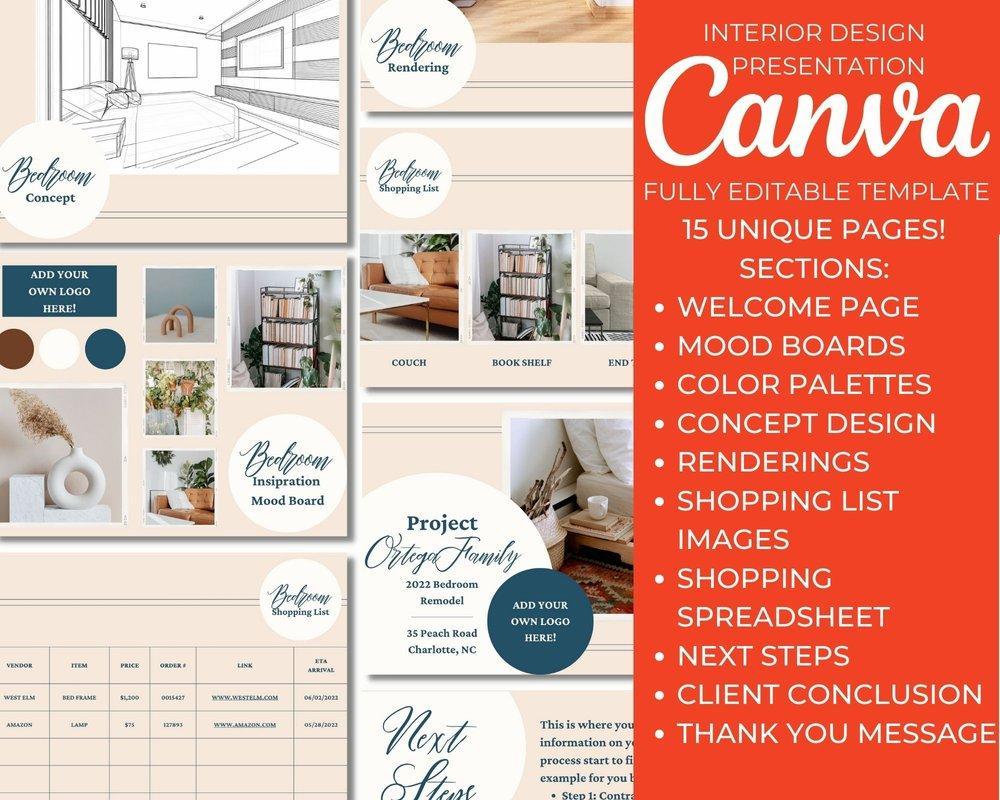 Bedroom
Concept
ADD YOUR
OWN LOGO
HERE!
Bedroom
Insipration
Mood Board
Bedroom
Shopping List
VENDOR ITEM PRICE ORDER # LINK ETA ARRIVAL
WEST ELM BED FRAME $1,200 0015427 WWW.WESTELM.COM 06/02/2022
AMAZON LAMP $75 127893 WWW.AMAZON.COM 05/28/2022
Bedroom
Rendering
Bedroom
Shopping List
COUCH BOOK SHELF END T
Project
Ortega Family
2022 Bedroom
Remodel
35 Peach Road
Charlotte, NC
ADD YOUR
OWN LOGO
HERE!
Next
Steps
This is where you
information on yo
process start to fi
example for you b
• Step 1: Contra
INTERIOR DESIGN
PRESENTATION
Canva
FULLY EDITABLE TEMPLATE
15 UNIQUE PAGES!
SECTIONS:
• WELCOME PAGE
• MOOD BOARDS
• COLOR PALETTES
• CONCEPT DESIGN
• RENDERINGS
• SHOPPING LIST
IMAGES
• SHOPPING
SPREADSHEET
• NEXT STEPS
• CLIENT CONCLUSION
• THANK YOU MESSAGE